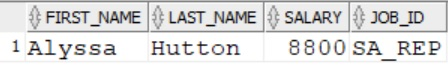 FIRST_NAME LAST_NAME SALARY JOB_ID
1 Alyssa Hutton 8800 SA_REP